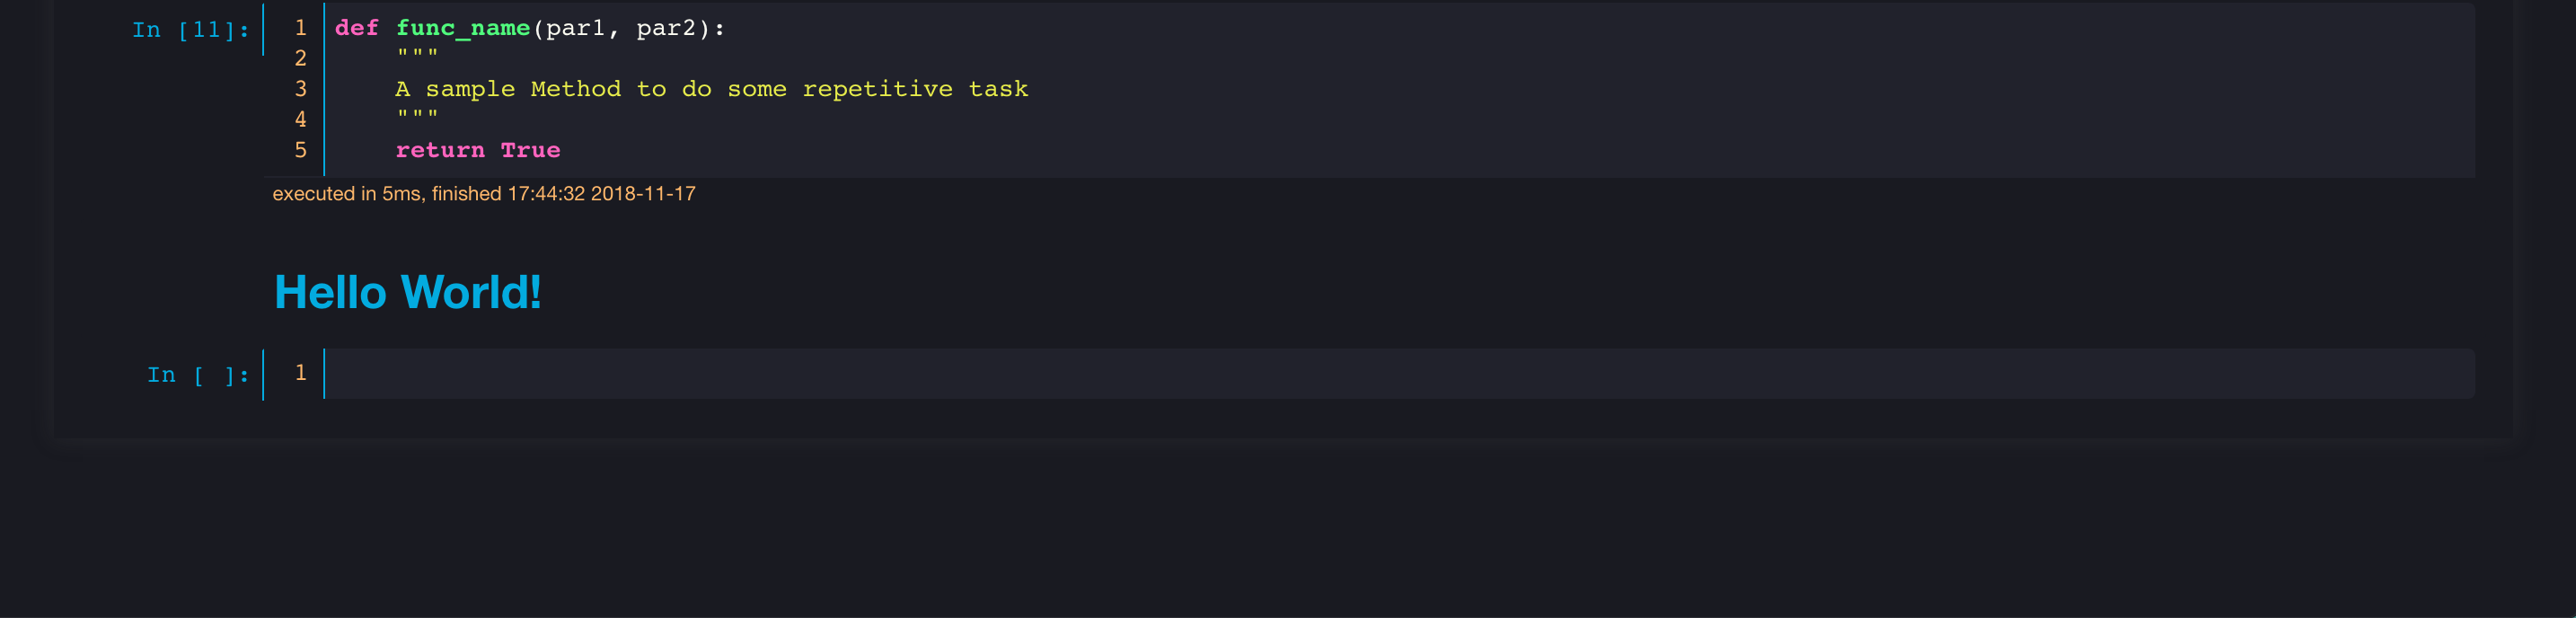 In [11]:
1 def func_name(par1, par2):
2     """
3     A sample Method to do some repetitive task
4     """
5     return True
executed in 5ms, finished 17:44:32 2018-11-17
Hello World!
In [ ]:
1